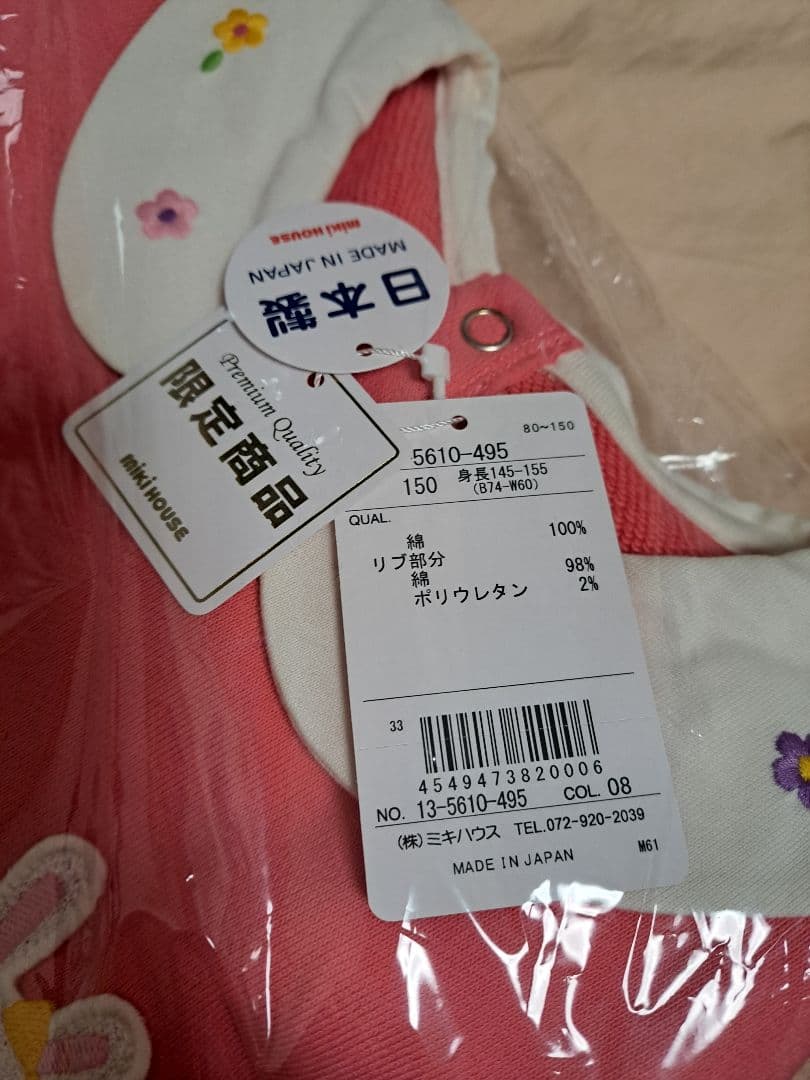 miki HOUSE
MADE IN JAPAN
日本製
Premium Quality
限定商品
miki HOUSE
80~150
5610-495
150 身長145-155
(B74-W60)
QUAL.
綿 100%
リブ部分
綿 98%
ポリウレタン 2%
33
4549473820006
NO. 13-5610-495 COL. 08
(株)ミキハウス TEL.072-920-2039
MADE IN JAPAN M61